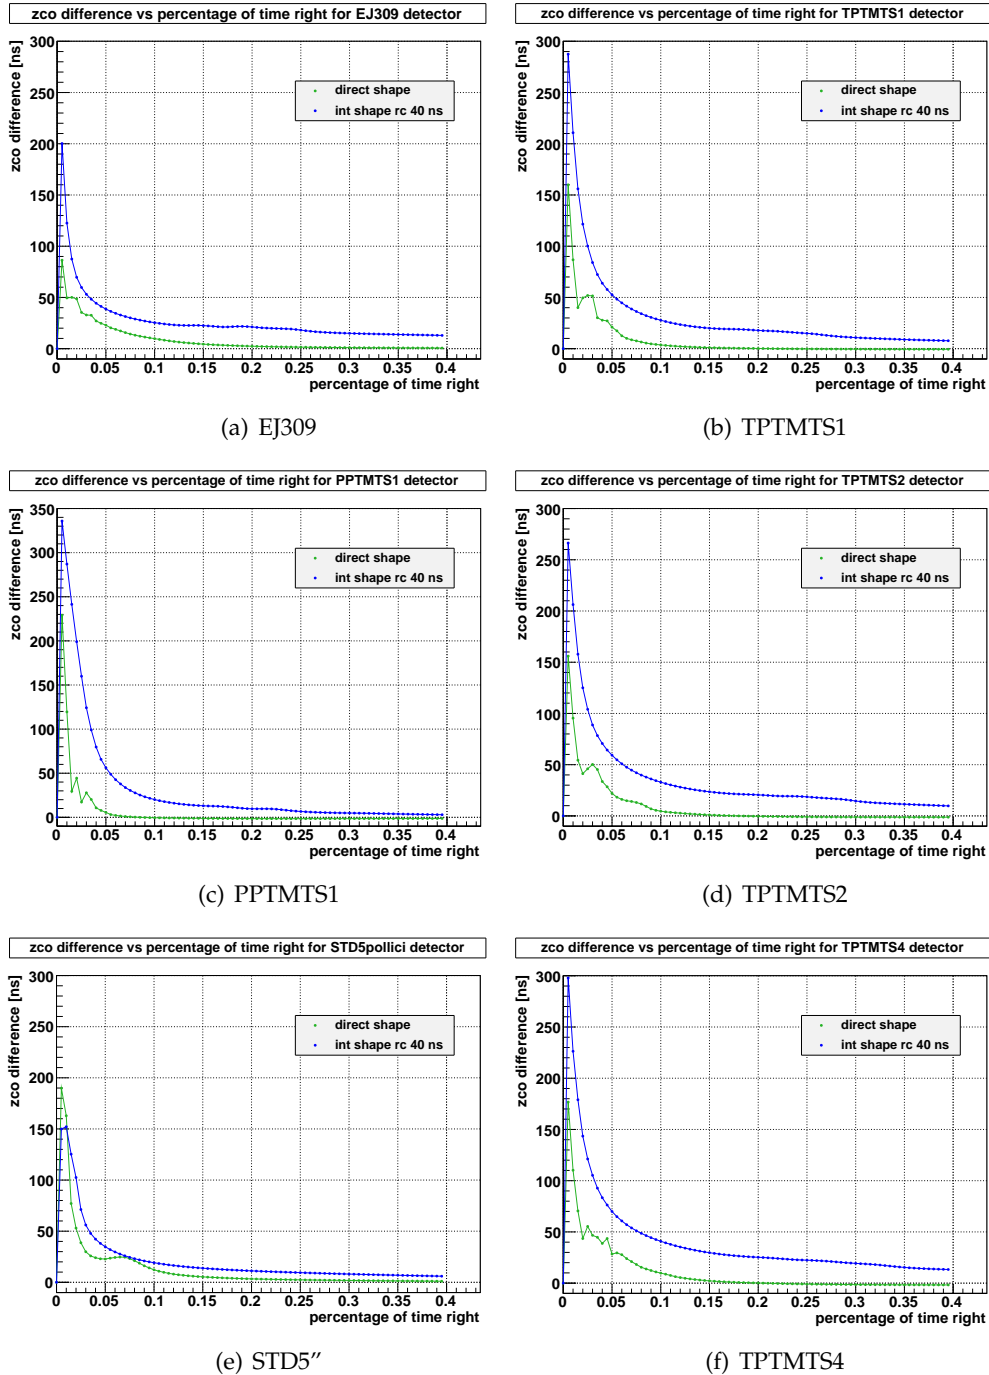 zco difference vs percentage of time right for EJ309 detector
zco difference [ns]
300
250
200
150
100
50
0
direct shape
int shape rc 40 ns
0 0.05 0.1 0.15 0.2 0.25 0.3 0.35 0.4
percentage of time right
(a) EJ309
zco difference vs percentage of time right for TPTMTS1 detector
zco difference [ns]
300
250
200
150
100
50
0
direct shape
int shape rc 40 ns
0 0.05 0.1 0.15 0.2 0.25 0.3 0.35 0.4
percentage of time right
(b) TPTMTS1
zco difference vs percentage of time right for PPTMTS1 detector
zco difference [ns]
350
300
250
200
150
100
50
0
direct shape
int shape rc 40 ns
0 0.05 0.1 0.15 0.2 0.25 0.3 0.35 0.4
percentage of time right
(c) PPTMTS1
zco difference vs percentage of time right for TPTMTS2 detector
zco difference [ns]
300
250
200
150
100
50
0
direct shape
int shape rc 40 ns
0 0.05 0.1 0.15 0.2 0.25 0.3 0.35 0.4
percentage of time right
(d) TPTMTS2
zco difference vs percentage of time right for STD5pollici detector
zco difference [ns]
300
250
200
150
100
50
0
direct shape
int shape rc 40 ns
0 0.05 0.1 0.15 0.2 0.25 0.3 0.35 0.4
percentage of time right
(e) STD5″
zco difference vs percentage of time right for TPTMTS4 detector
zco difference [ns]
300
250
200
150
100
50
0
direct shape
int shape rc 40 ns
0 0.05 0.1 0.15 0.2 0.25 0.3 0.35 0.4
percentage of time right
(f) TPTMTS4